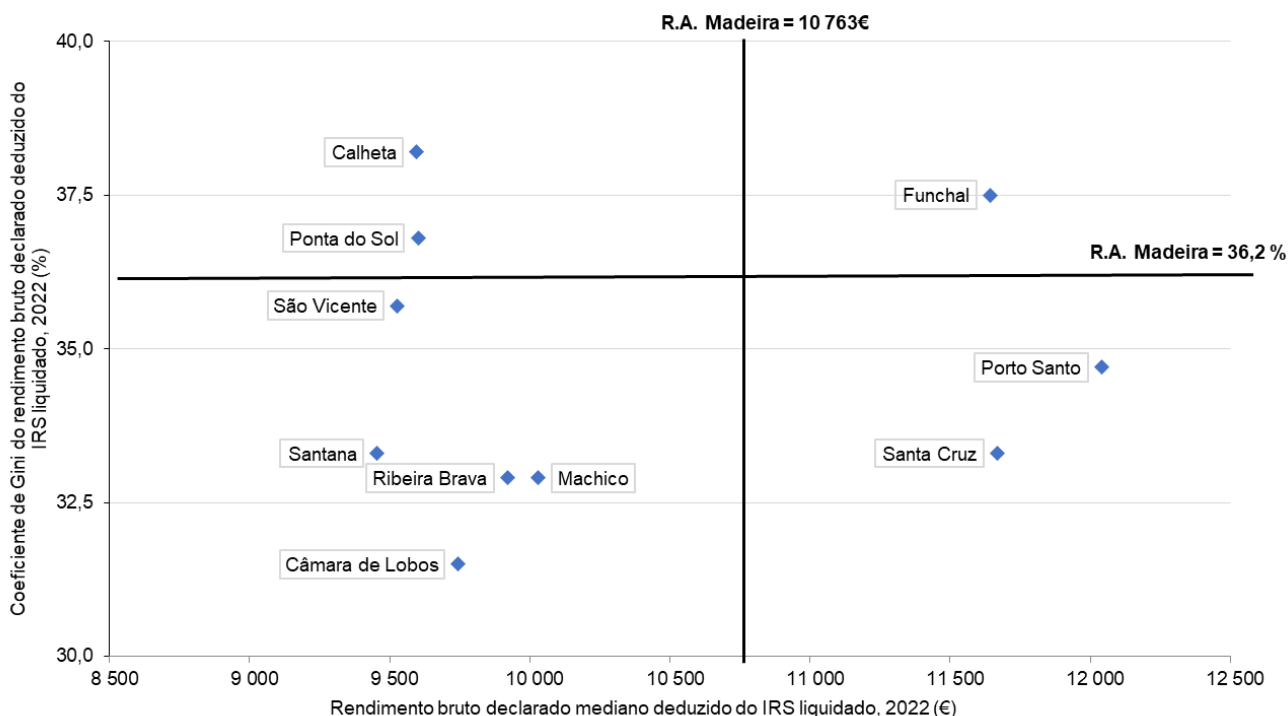 R.A. Madeira = 10 763€
40,0
Calheta
Funchal
37,5
Ponta do Sol
R.A. Madeira = 36,2 %
São Vicente
35,0
Porto Santo
Santana
Santa Cruz
Ribeira Brava
Machico
32,5
Câmara de Lobos
30,0
8 500
9 000
9 500
10 000
10 500
11 000
11 500
12 000
12 500
Coeficiente de Gini do rendimento bruto declarado deduzido do
IRS liquidado, 2022 (%)
Rendimento bruto declarado mediano deduzido do IRS liquidado, 2022 (€)